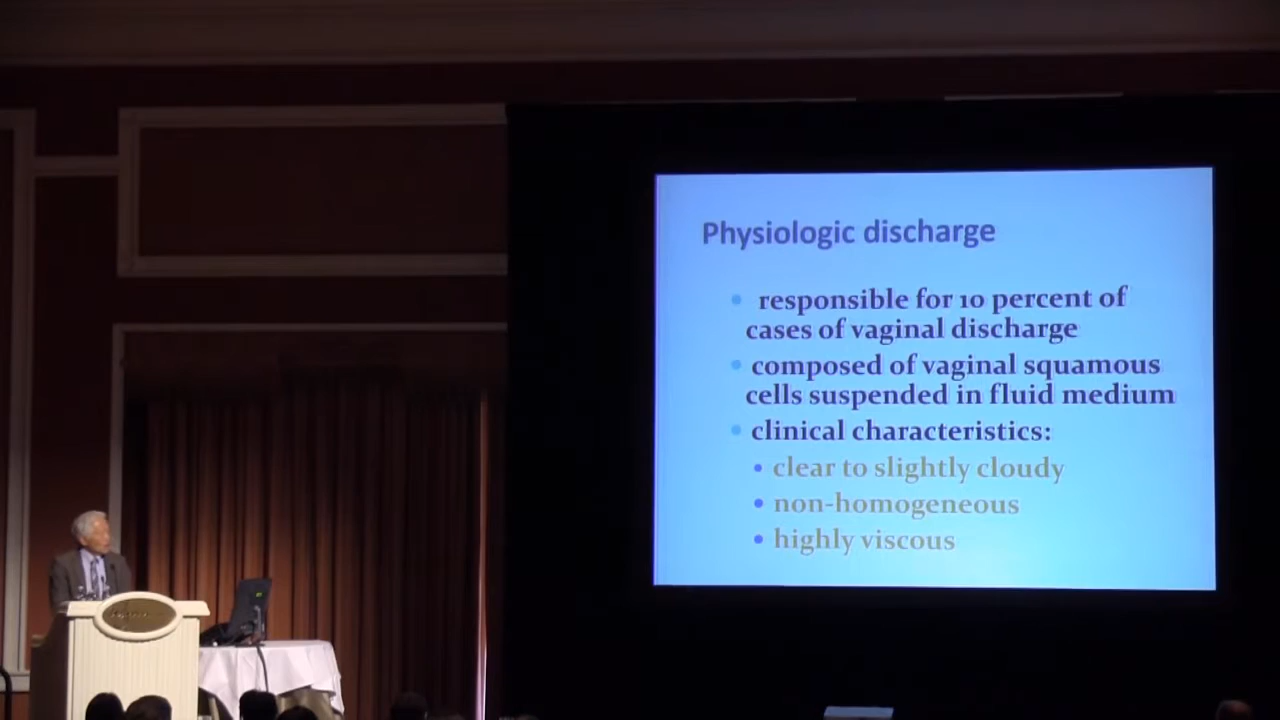 Physiologic discharge
• responsible for 10 percent of
cases of vaginal discharge
• composed of vaginal squamous
cells suspended in fluid medium
• clinical characteristics:
• clear to slightly cloudy
• non-homogeneous
• highly viscous